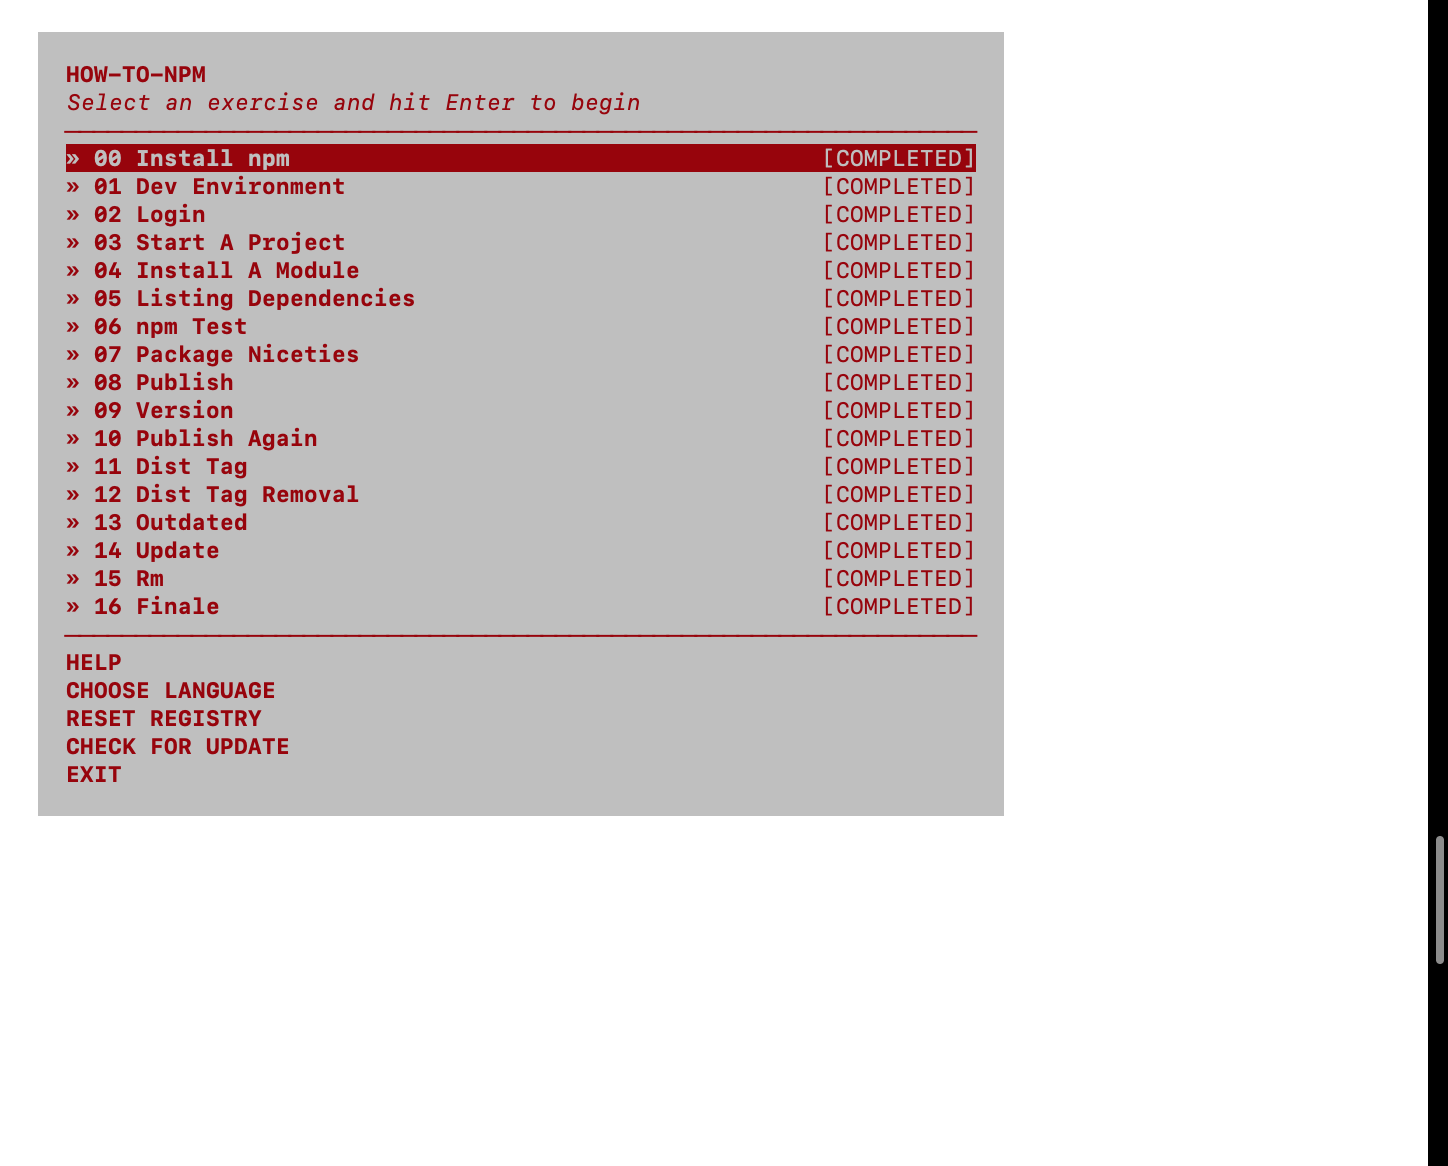 HOW-TO-NPM
Select an exercise and hit Enter to begin
» 00 Install npm [COMPLETED]
» 01 Dev Environment [COMPLETED]
» 02 Login [COMPLETED]
» 03 Start A Project [COMPLETED]
» 04 Install A Module [COMPLETED]
» 05 Listing Dependencies [COMPLETED]
» 06 npm Test [COMPLETED]
» 07 Package Niceties [COMPLETED]
» 08 Publish [COMPLETED]
» 09 Version [COMPLETED]
» 10 Publish Again [COMPLETED]
» 11 Dist Tag [COMPLETED]
» 12 Dist Tag Removal [COMPLETED]
» 13 Outdated [COMPLETED]
» 14 Update [COMPLETED]
» 15 Rm [COMPLETED]
» 16 Finale [COMPLETED]
HELP
CHOOSE LANGUAGE
RESET REGISTRY
CHECK FOR UPDATE
EXIT